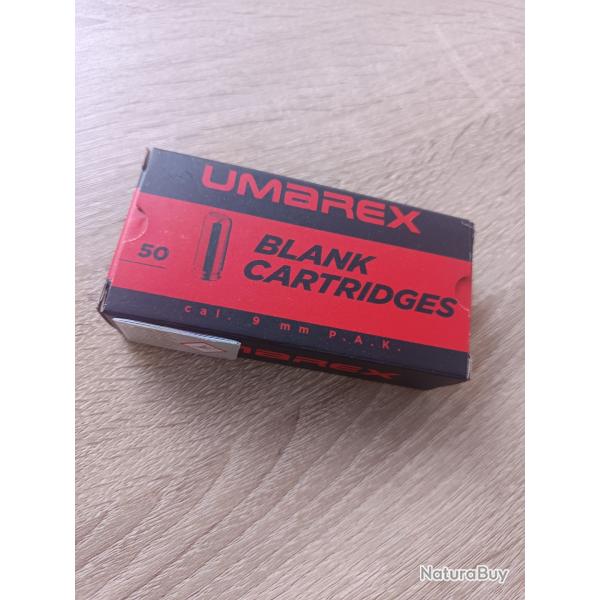 UMAREX
50
BLANK
CARTRIDGES
cal. 9 mm P.A.K.
UMAREX
NaturaBuy